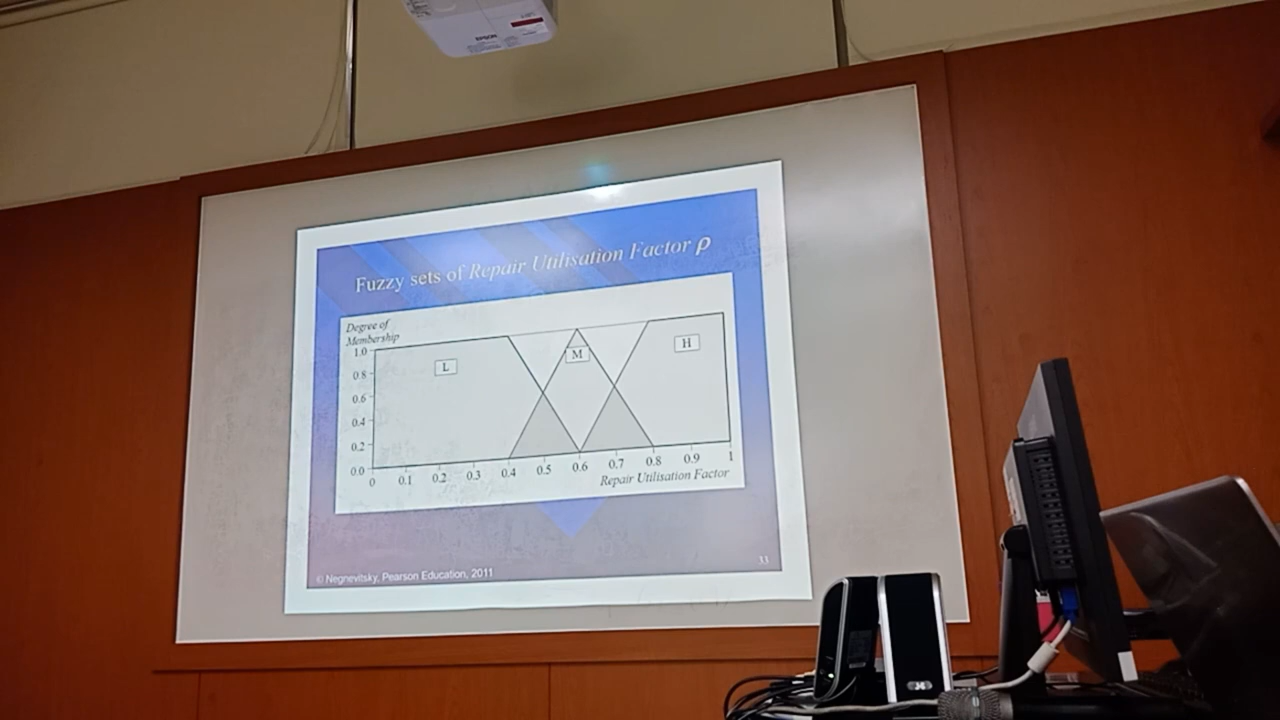 EPSON
Fuzzy sets of Repair Utilisation Factor ρ
Degree of
Membership
1.0
0.8
0.6
0.4
0.2
0.0
L
M
H
0 0.1 0.2 0.3 0.4 0.5 0.6 0.7 0.8 0.9 1
Repair Utilisation Factor
© Negnevitsky, Pearson Education, 2011
33